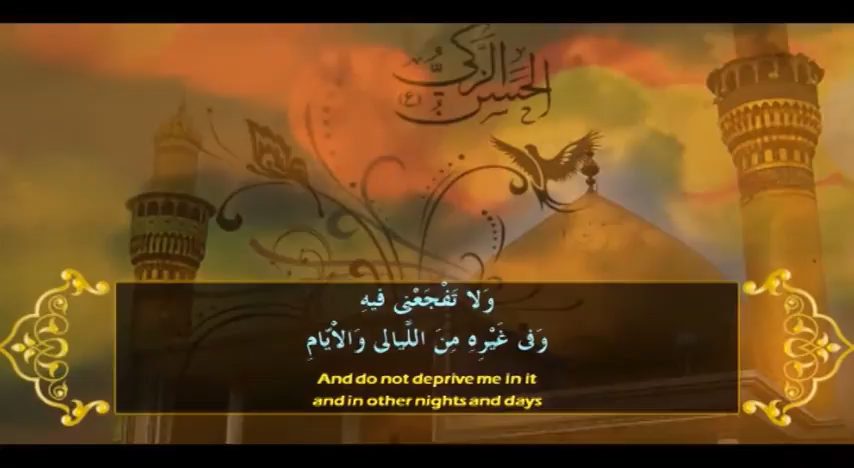 الحسن الزكي (ع)
وَلا تَفْجَعْنى فيهِ
وَفى غَيْرِهِ مِنَ اللَّيالى وَالاْيّامِ
And do not deprive me in it
and in other nights and days